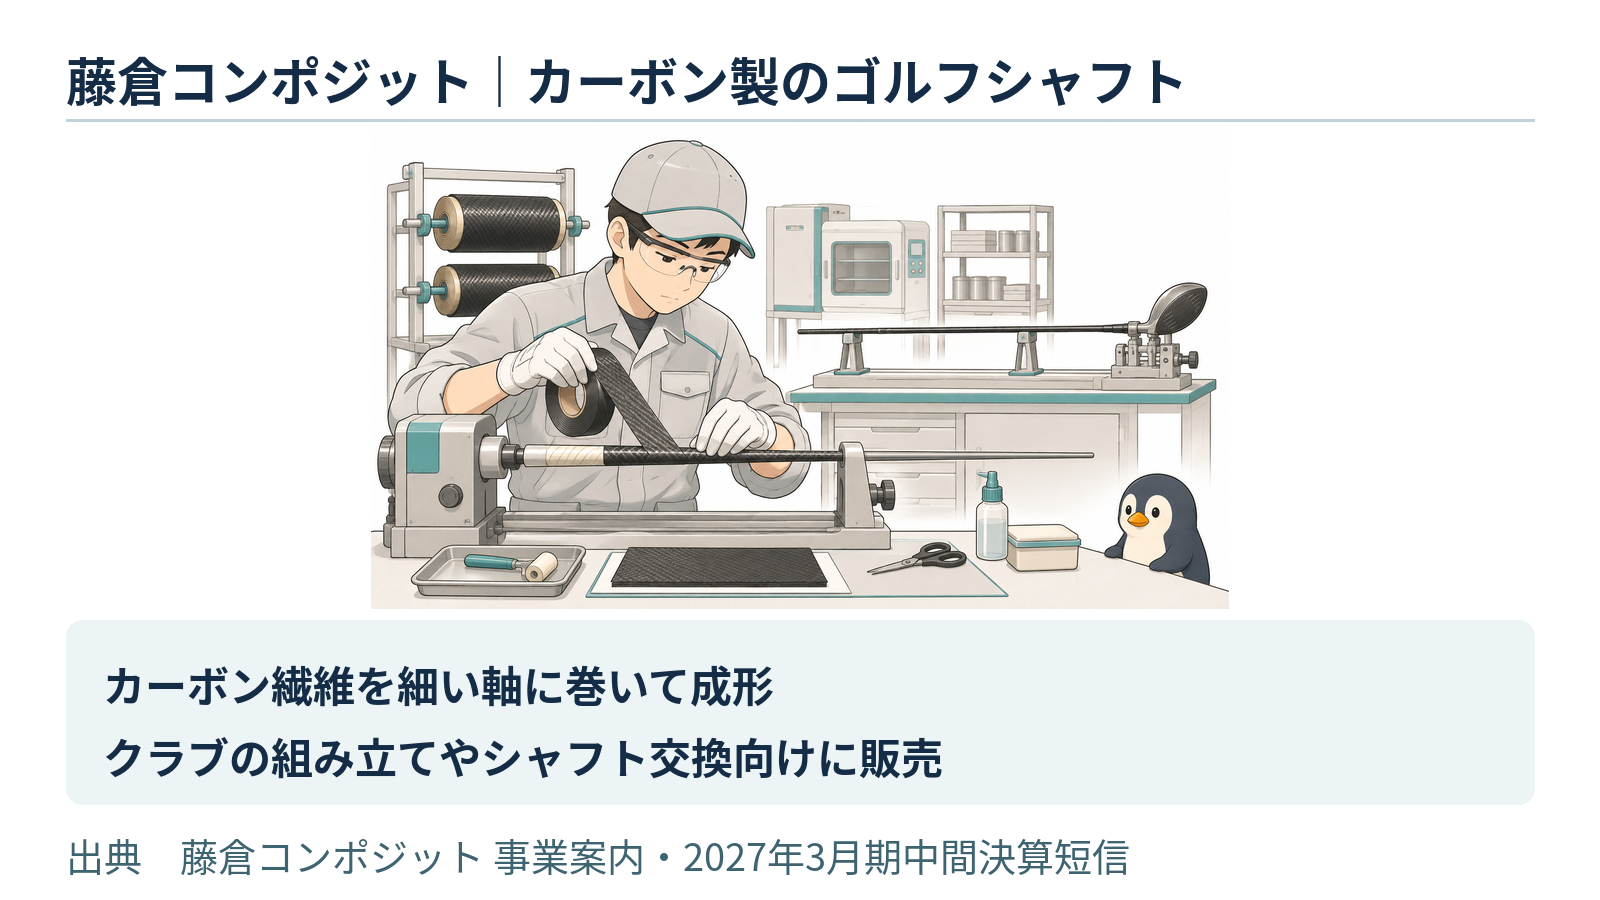 藤倉コンポジット｜カーボン製のゴルフシャフト
カーボン繊維を細い軸に巻いて成形
クラブの組み立てやシャフト交換向けに販売
出典　藤倉コンポジット 事業案内・2027年3月期中間決算短信